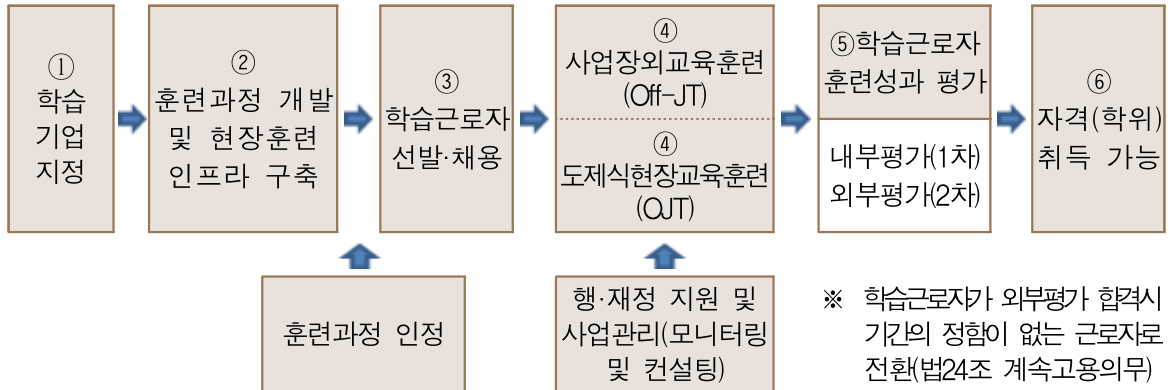 ①
학습
기업
지정
②
훈련과정 개발
및 현장훈련
인프라 구축
③
학습근로자
선발·채용
④
사업장외교육훈련
(Off-JT)
④
도제식현장교육훈련
(OJT)
⑤학습근로자
훈련성과 평가
내부평가(1차)
외부평가(2차)
⑥
자격(학위)
취득 가능
훈련과정 인정
행·재정 지원 및
사업관리(모니터링
및 컨설팅)
※ 학습근로자가 외부평가 합격시
기간의 정함이 없는 근로자로
전환(법24조 계속고용의무)